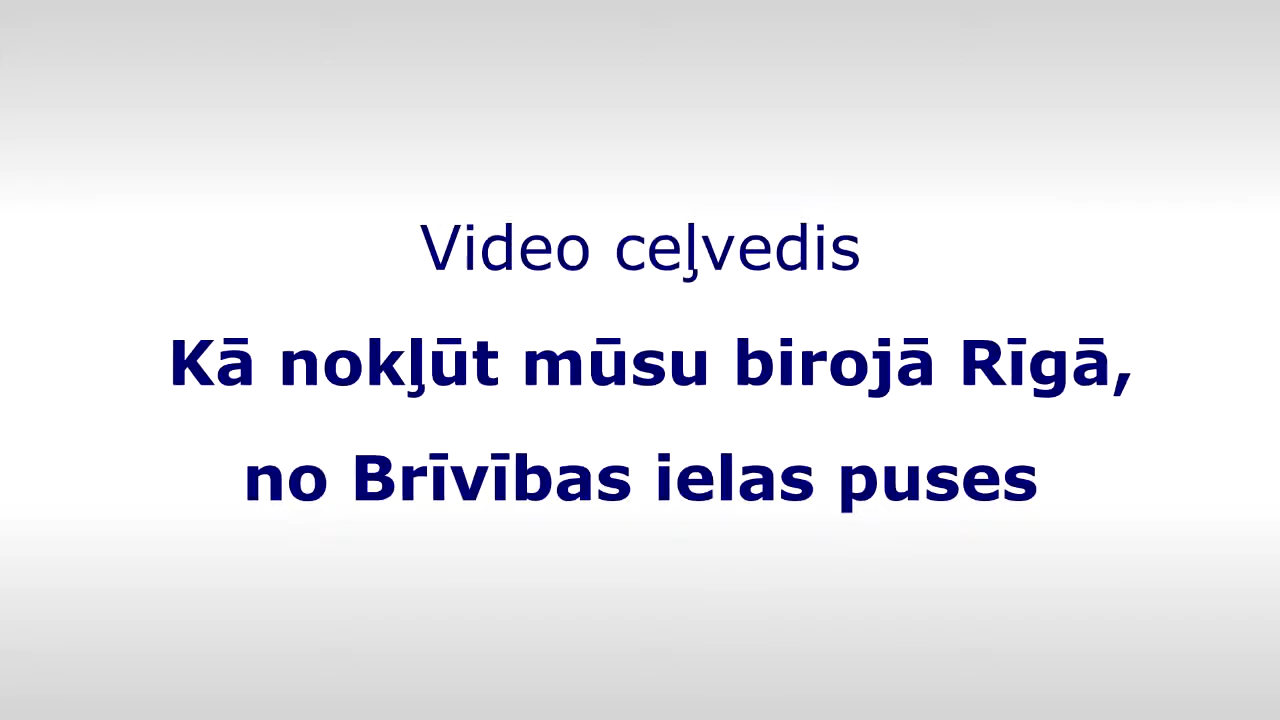 Video ceļvedis
Kā nokļūt mūsu birojā Rīgā,
no Brīvības ielas puses